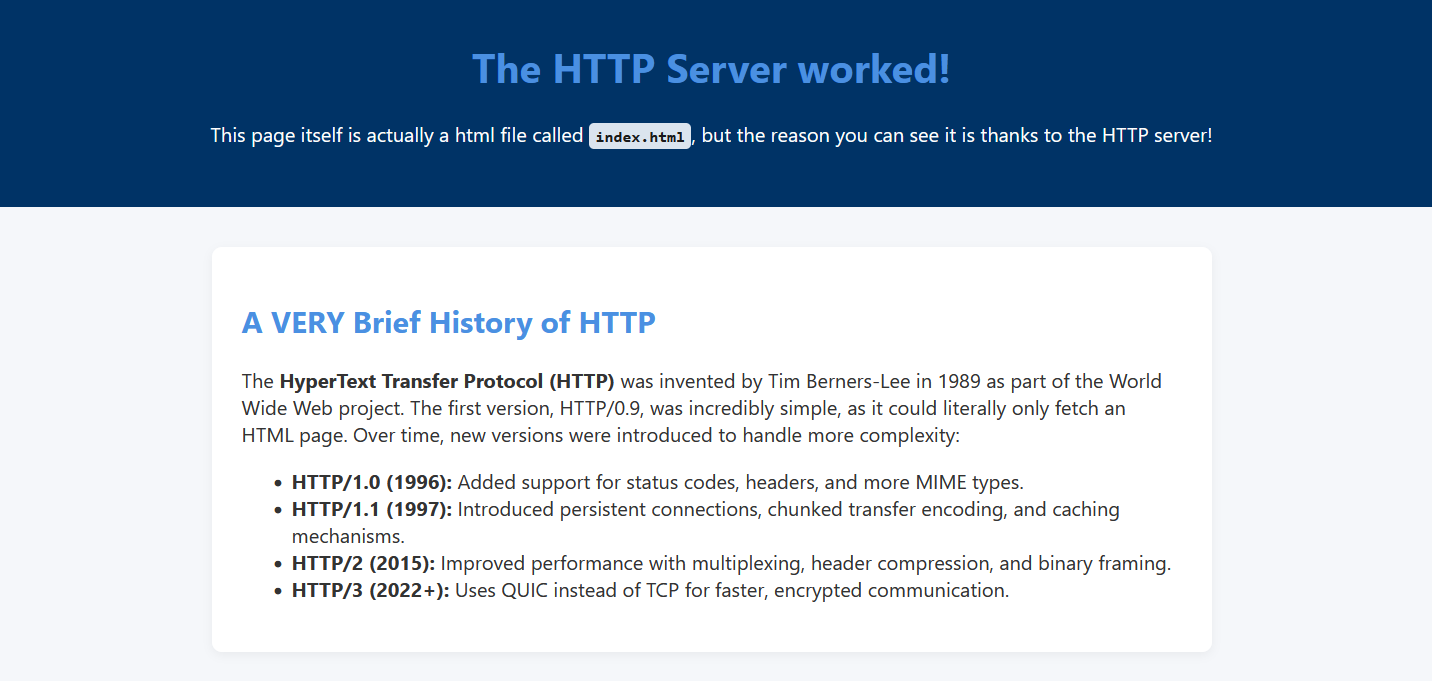 The HTTP Server worked!
This page itself is actually a html file called index.html, but the reason you can see it is thanks to the HTTP server!
A VERY Brief History of HTTP
The HyperText Transfer Protocol (HTTP) was invented by Tim Berners-Lee in 1989 as part of the World
Wide Web project. The first version, HTTP/0.9, was incredibly simple, as it could literally only fetch an
HTML page. Over time, new versions were introduced to handle more complexity:
• HTTP/1.0 (1996): Added support for status codes, headers, and more MIME types.
• HTTP/1.1 (1997): Introduced persistent connections, chunked transfer encoding, and caching
mechanisms.
• HTTP/2 (2015): Improved performance with multiplexing, header compression, and binary framing.
• HTTP/3 (2022+): Uses QUIC instead of TCP for faster, encrypted communication.